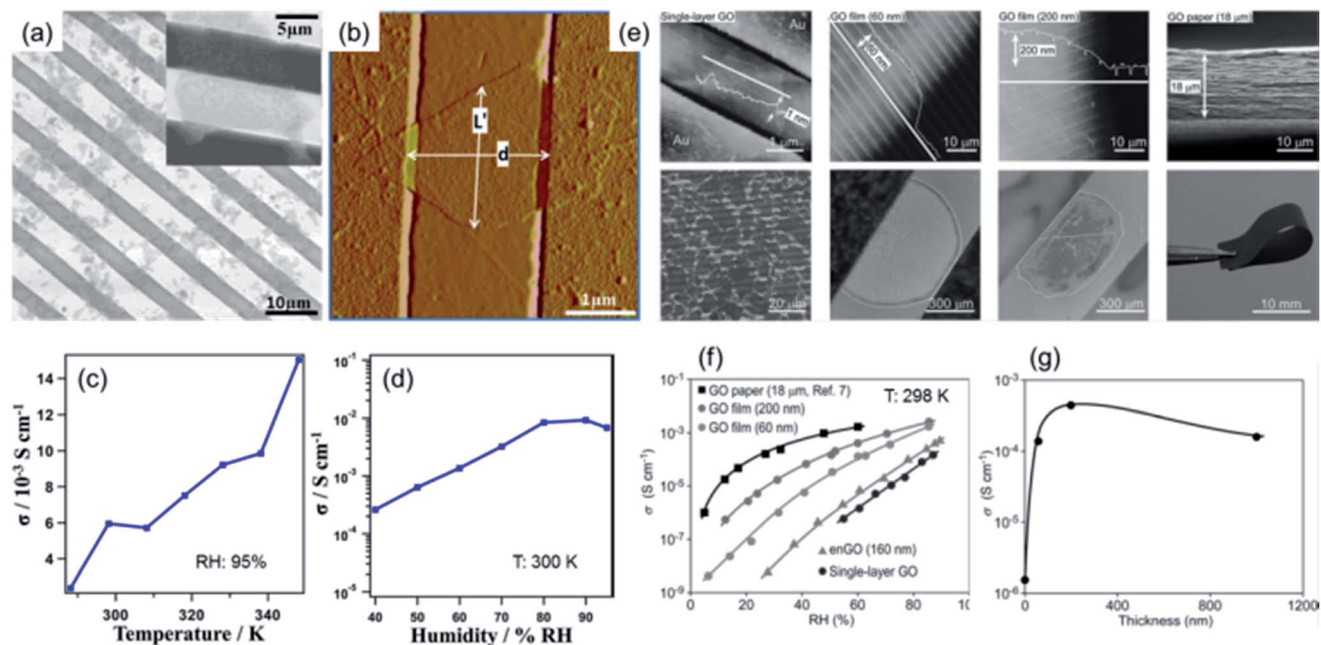 (a)
5μm
10μm
(b)
L'
d
1μm
(e)
Single-layer GO
Au
1 nm
Au
1 μm
GO film (60 nm)
60 nm
10 μm
GO film (200 nm)
200 nm
10 μm
GO paper (18 μm)
18 μm
10 μm
20 μm
300 μm
300 μm
10 mm
(c)
σ / 10⁻³ S cm⁻¹
14
12
10
8
6
4
RH: 95%
300
320
340
Temperature / K
(d)
σ / S cm⁻¹
10⁻¹
10⁻²
10⁻³
10⁻⁴
10⁻⁵
T: 300 K
40 50 60 70 80 90
Humidity / % RH
(f)
σ (S cm⁻¹)
10⁻¹
10⁻³
10⁻⁵
10⁻⁷
10⁻⁹
GO paper (18 μm, Ref. 7)
GO film (200 nm)
GO film (60 nm)
T: 298 K
enGO (160 nm)
Single-layer GO
0 20 40 60 80 10
RH (%)
(g)
σ (S cm⁻¹)
10⁻³
10⁻⁴
10⁻⁵
10⁻⁶
0 400 800 1200
Thickness (nm)